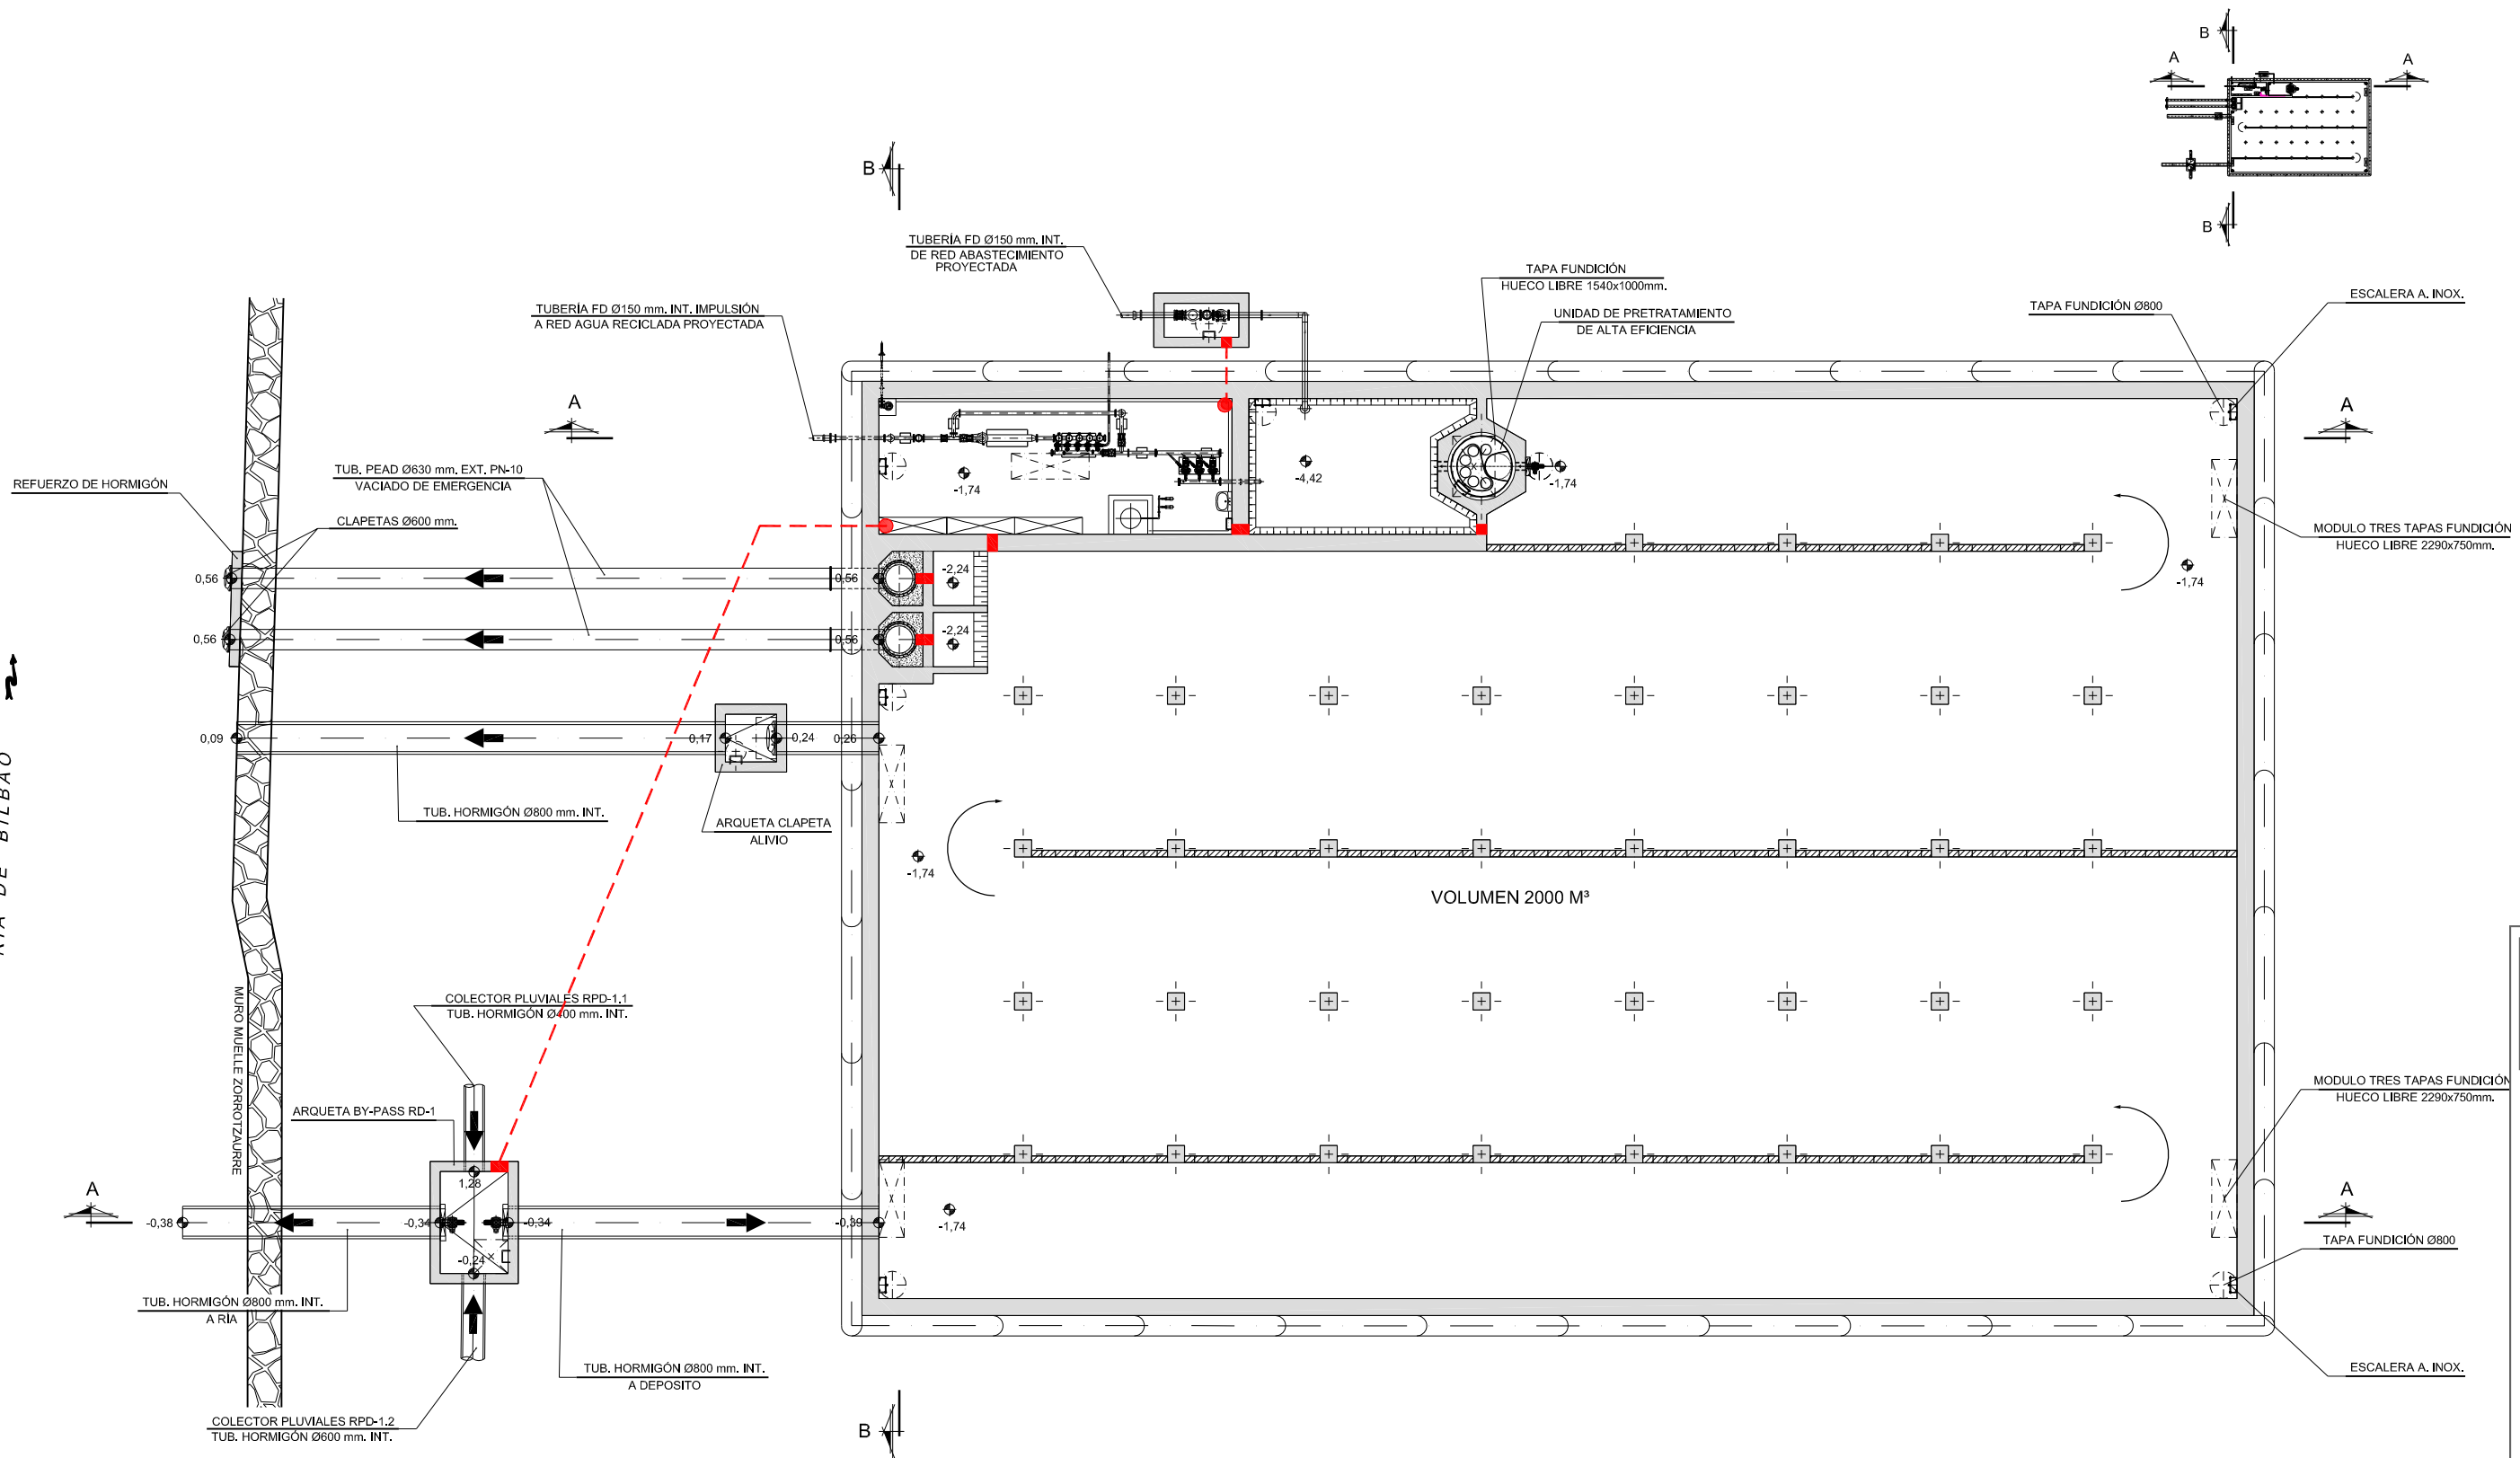 B
A
A
B
B
TUBERÍA FD Ø150 mm. INT.
DE RED ABASTECIMIENTO
PROYECTADA
TAPA FUNDICIÓN
HUECO LIBRE 1540x1000mm.
ESCALERA A. INOX.
TUBERÍA FD Ø150 mm. INT. IMPULSIÓN
A RED AGUA RECICLADA PROYECTADA
UNIDAD DE PRETRATAMIENTO
DE ALTA EFICIENCIA
TAPA FUNDICIÓN Ø800
A
A
TUB. PEAD Ø630 mm. EXT. PN-10
VACIADO DE EMERGENCIA
REFUERZO DE HORMIGÓN
-1,74
-4,42
-1,74
CLAPETAS Ø600 mm.
MODULO TRES TAPAS FUNDICIÓN
HUECO LIBRE 2290x750mm.
0,56
0,56
-2,24
-1,74
0,56
0,56
-2,24
0,09
0,17
0,24
0,26
RIA DE BILBAO
TUB. HORMIGÓN Ø800 mm. INT.
ARQUETA CLAPETA
ALIVIO
-1,74
VOLUMEN 2000 M³
MURO MUELLE ZORROTZAURRE
COLECTOR PLUVIALES RPD-1.1
TUB. HORMIGÓN Ø400 mm. INT.
MODULO TRES TAPAS FUNDICIÓN
HUECO LIBRE 2290x750mm.
ARQUETA BY-PASS RD-1
1,28
A
A
-0,38
-0,34
-0,34
-0,39
-1,74
-0,24
TAPA FUNDICIÓN Ø800
TUB. HORMIGÓN Ø800 mm. INT.
A RIA
TUB. HORMIGÓN Ø800 mm. INT.
A DEPOSITO
ESCALERA A. INOX.
COLECTOR PLUVIALES RPD-1.2
TUB. HORMIGÓN Ø600 mm. INT.
B